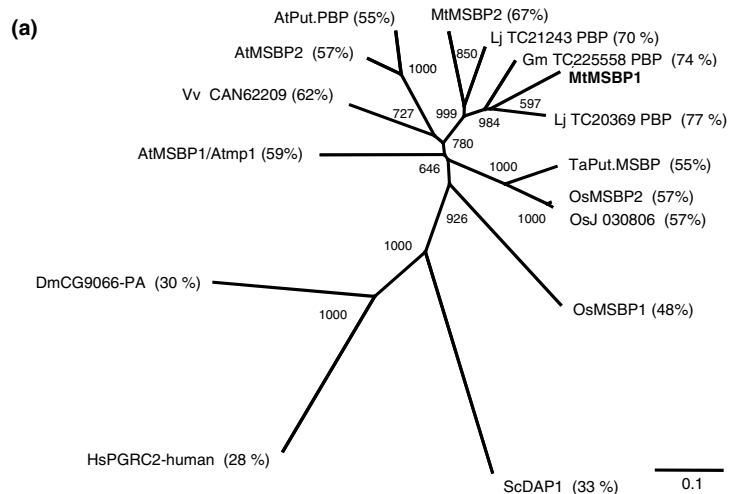 (a)
AtPut.PBP (55%)
MtMSBP2 (67%)
Lj TC21243 PBP (70 %)
AtMSBP2 (57%)
850
Gm TC225558 PBP (74 %)
1000
MtMSBP1
Vv CAN62209 (62%)
597
727
999
984
Lj TC20369 PBP (77 %)
780
AtMSBP1/Atmp1 (59%)
646
1000
TaPut.MSBP (55%)
OsMSBP2 (57%)
926
1000
OsJ 030806 (57%)
1000
DmCG9066-PA (30 %)
1000
OsMSBP1 (48%)
HsPGRC2-human (28 %)
ScDAP1 (33 %)
0.1